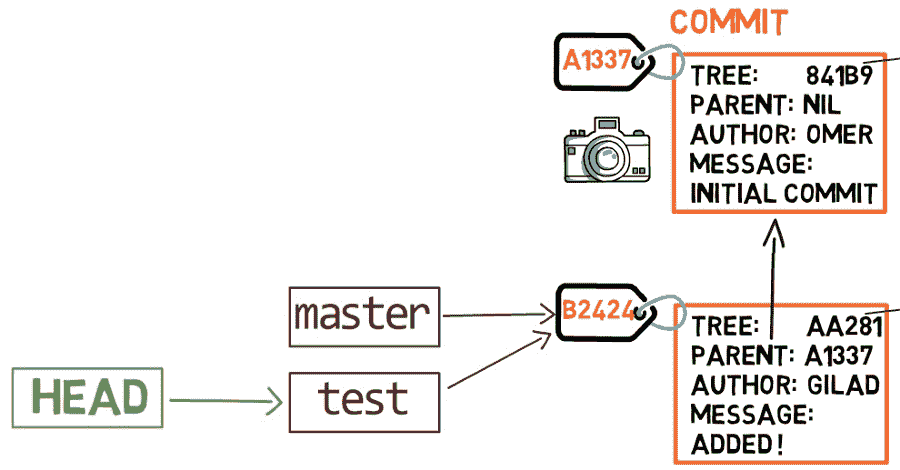 COMMIT
A1337
TREE: 841B9
PARENT: NIL
AUTHOR: OMER
MESSAGE:
INITIAL COMMIT
master
B2424
TREE: AA281
PARENT: A1337
AUTHOR: GILAD
MESSAGE:
ADDED!
HEAD
test